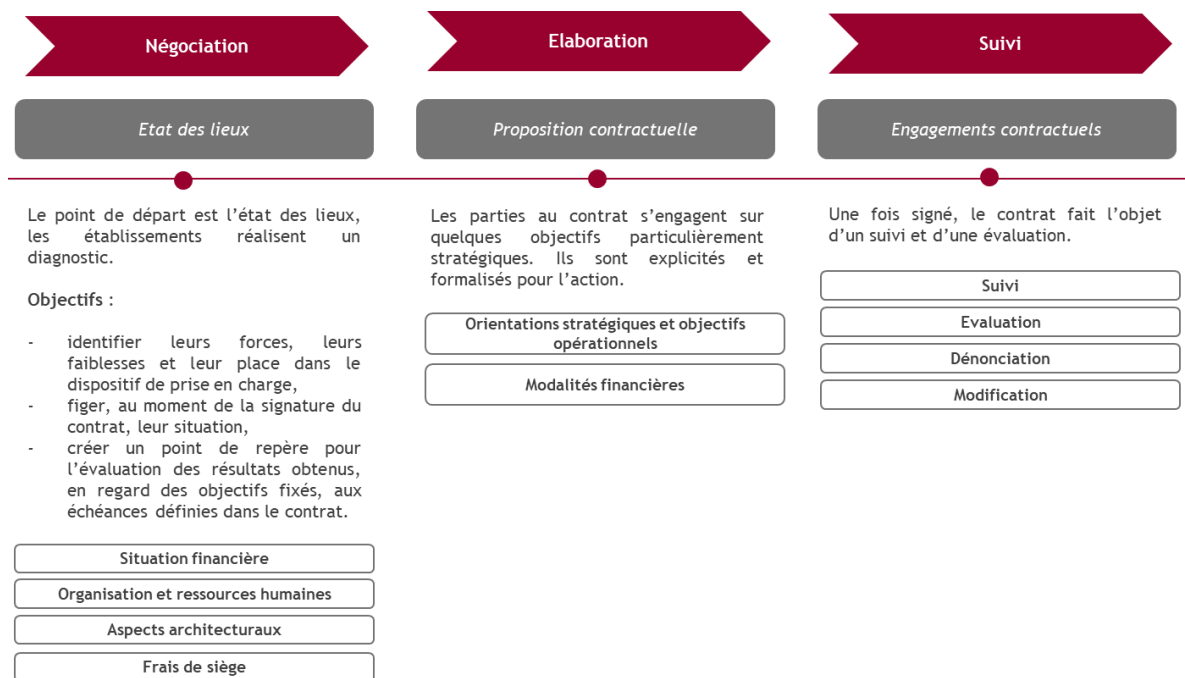 Négociation
Etat des lieux
Le point de départ est l’état des lieux,
les établissements réalisent un
diagnostic.
Objectifs :
- identifier leurs forces, leurs
faiblesses et leur place dans le
dispositif de prise en charge,
- figer, au moment de la signature du
contrat, leur situation,
- créer un point de repère pour
l’évaluation des résultats obtenus,
en regard des objectifs fixés, aux
échéances définies dans le contrat.
Situation financière
Organisation et ressources humaines
Aspects architecturaux
Frais de siège
Elaboration
Proposition contractuelle
Les parties au contrat s’engagent sur
quelques objectifs particulièrement
stratégiques. Ils sont explicités et
formalisés pour l’action.
Orientations stratégiques et objectifs
opérationnels
Modalités financières
Suivi
Engagements contractuels
Une fois signé, le contrat fait l’objet
d’un suivi et d’une évaluation.
Suivi
Evaluation
Dénonciation
Modification